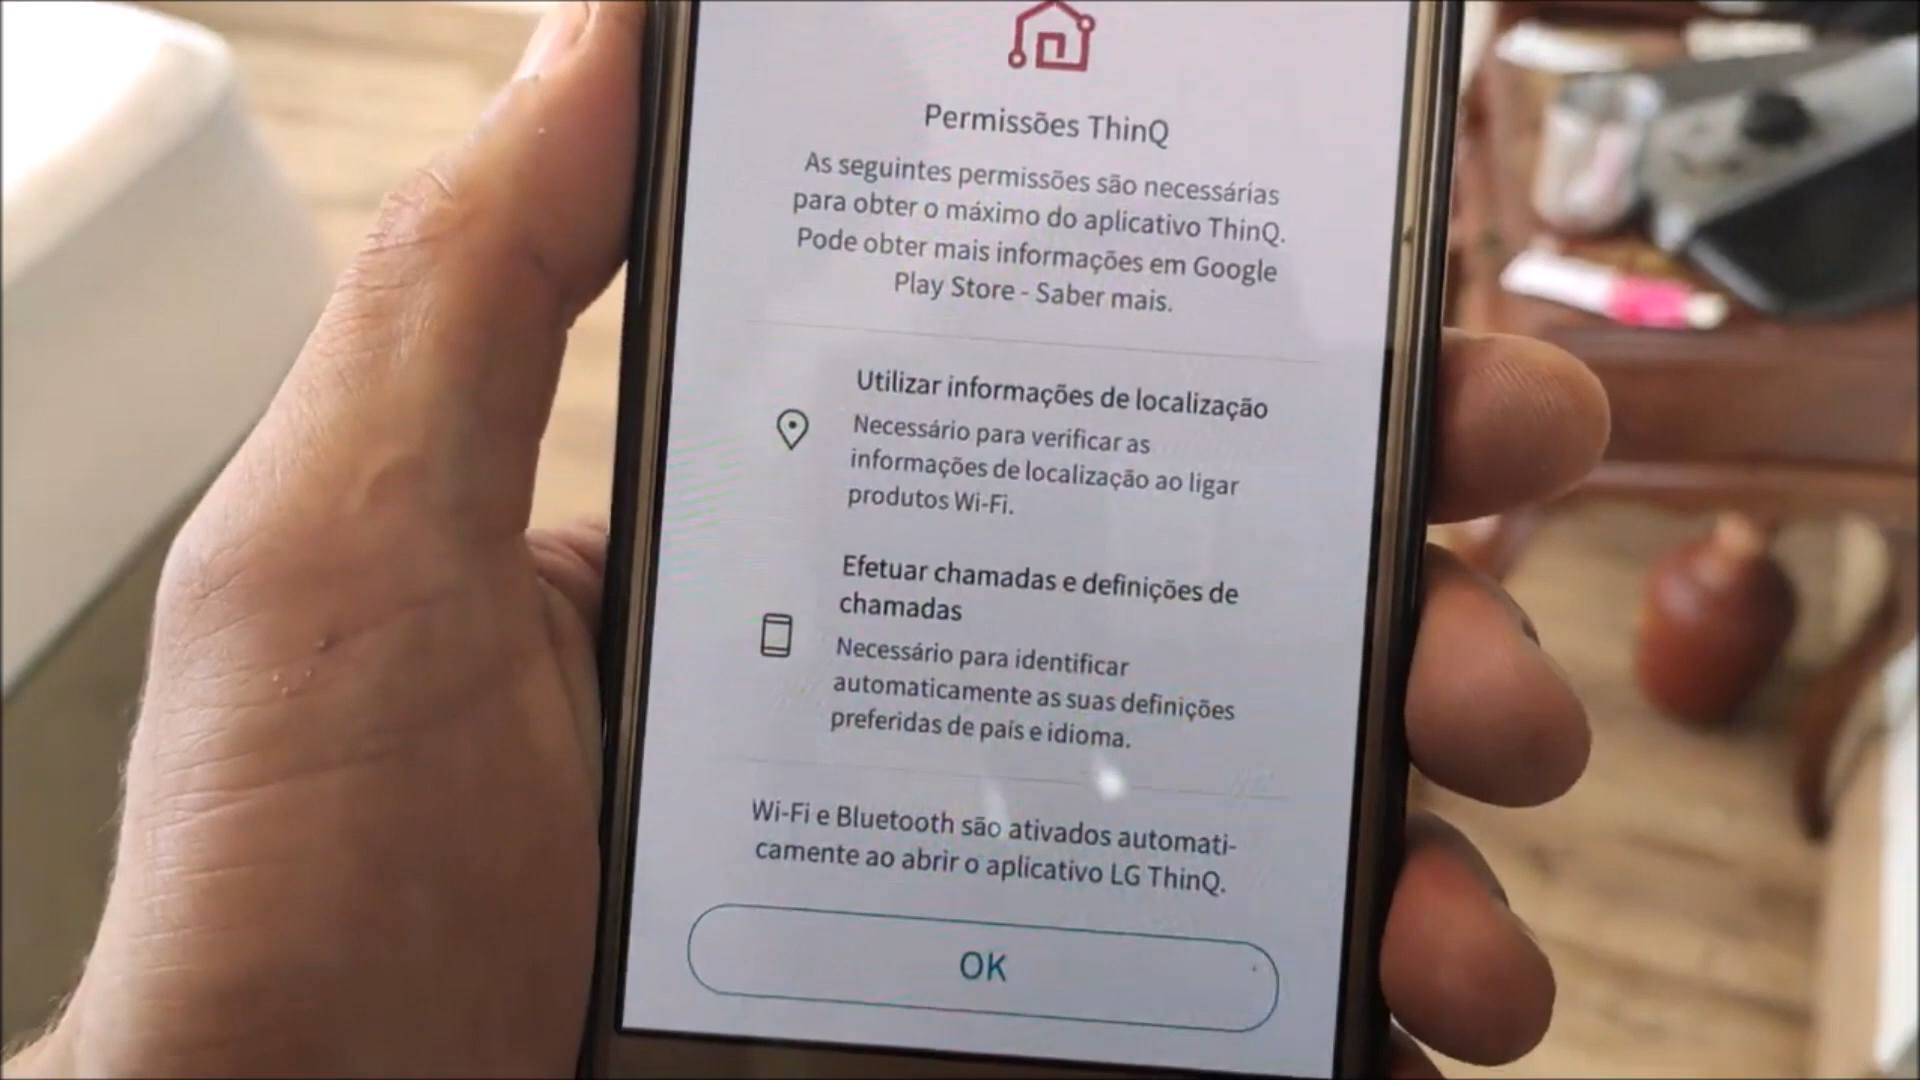 Permissões ThinQ
As seguintes permissões são necessárias
para obter o máximo do aplicativo ThinQ.
Pode obter mais informações em Google
Play Store - Saber mais.
Utilizar informações de localização
Necessário para verificar as
informações de localização ao ligar
produtos Wi-Fi.
Efetuar chamadas e definições de
chamadas
Necessário para identificar
automaticamente as suas definições
preferidas de país e idioma.
Wi-Fi e Bluetooth são ativados automati-
camente ao abrir o aplicativo LG ThinQ.
OK